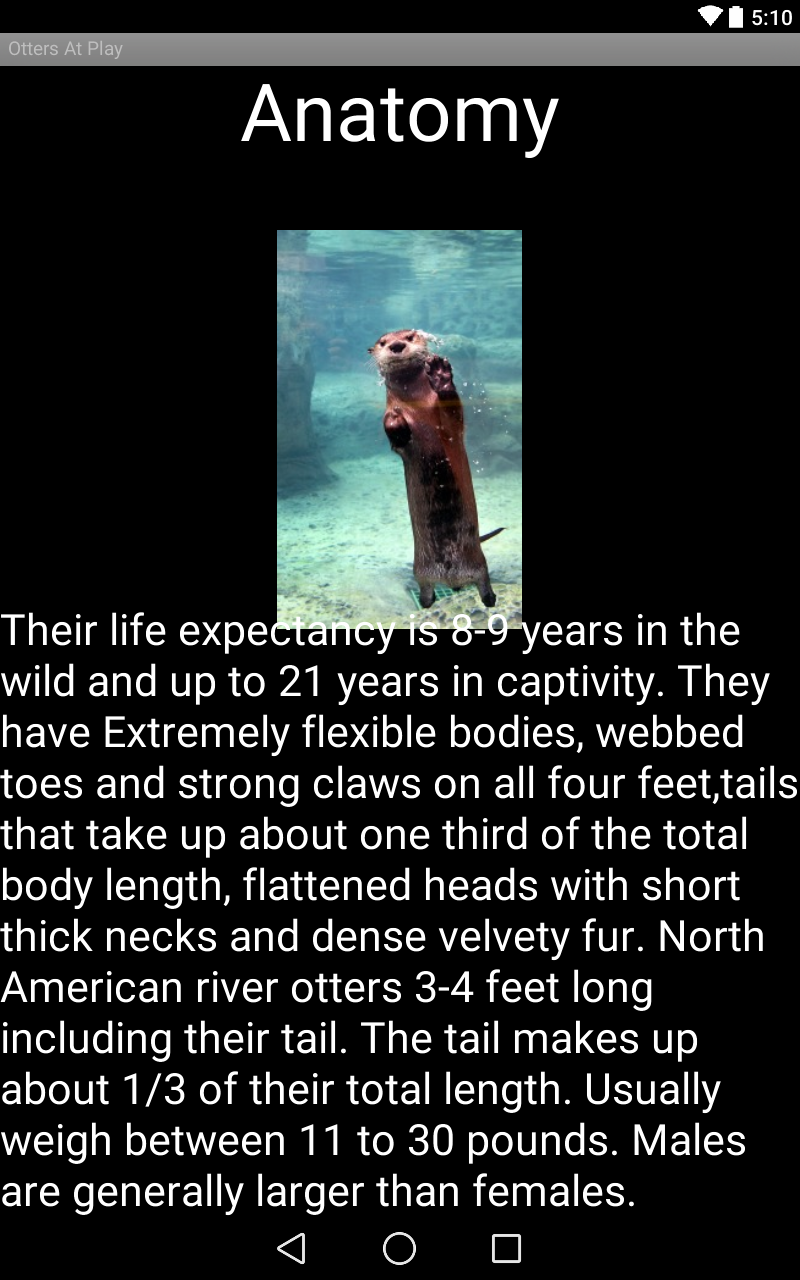 5:10
Otters At Play
Anatomy
Their life expectancy is 8-9 years in the
wild and up to 21 years in captivity. They
have Extremely flexible bodies, webbed
toes and strong claws on all four feet,tails
that take up about one third of the total
body length, flattened heads with short
thick necks and dense velvety fur. North
American river otters 3-4 feet long
including their tail. The tail makes up
about 1/3 of their total length. Usually
weigh between 11 to 30 pounds. Males
are generally larger than females.